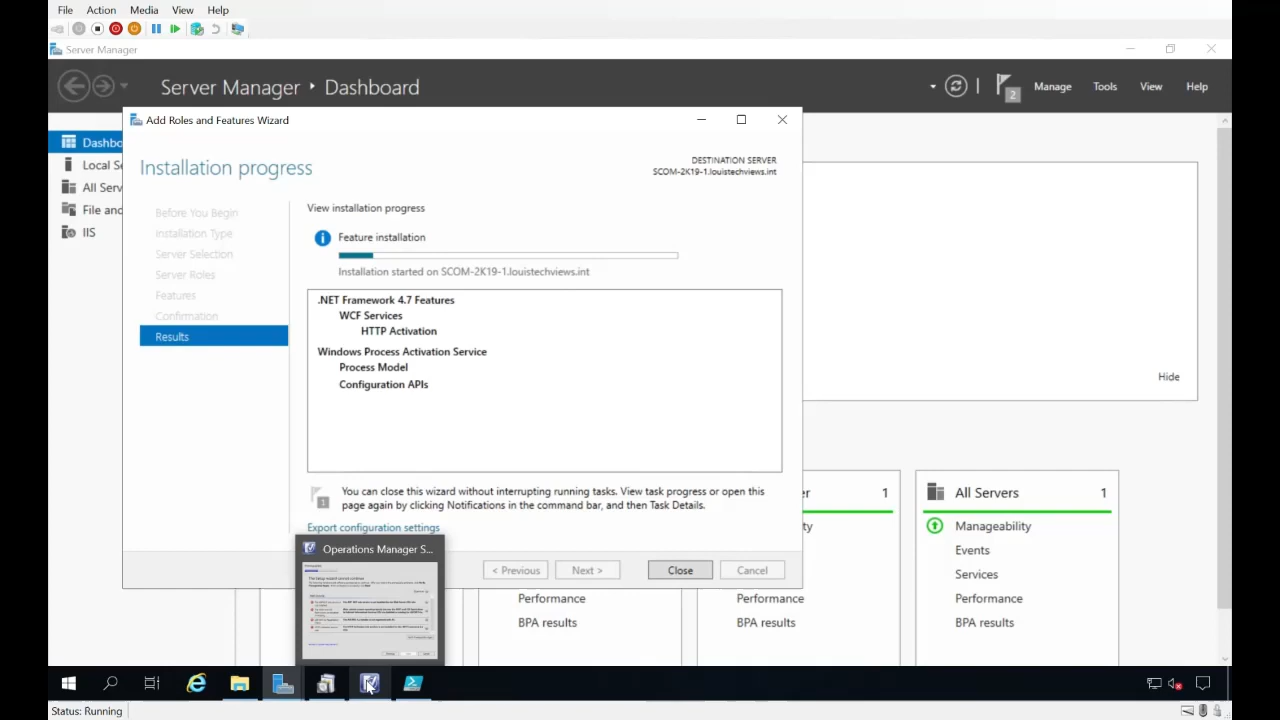 File Action Media View Help
Server Manager
Server Manager ‣ Dashboard
2 Manage Tools View Help
Dashbo
Local Se
All Serv
File and
IIS
Add Roles and Features Wizard
Installation progress
DESTINATION SERVER
SCOM-2K19-1.louistechviews.int
Before You Begin
Installation Type
Server Selection
Server Roles
Features
Confirmation
Results
View installation progress
Feature installation
Installation started on SCOM-2K19-1.louistechviews.int
.NET Framework 4.7 Features
WCF Services
HTTP Activation
Windows Process Activation Service
Process Model
Configuration APIs
1 You can close this wizard without interrupting running tasks. View task progress or open this
page again by clicking Notifications in the command bar, and then Task Details.
Export configuration settings
< Previous Next > Close Cancel
Hide
er 1
ty
Performance
BPA results
Performance
BPA results
All Servers 1
Manageability
Events
Services
Performance
BPA results
Operations Manager S...
Status: Running